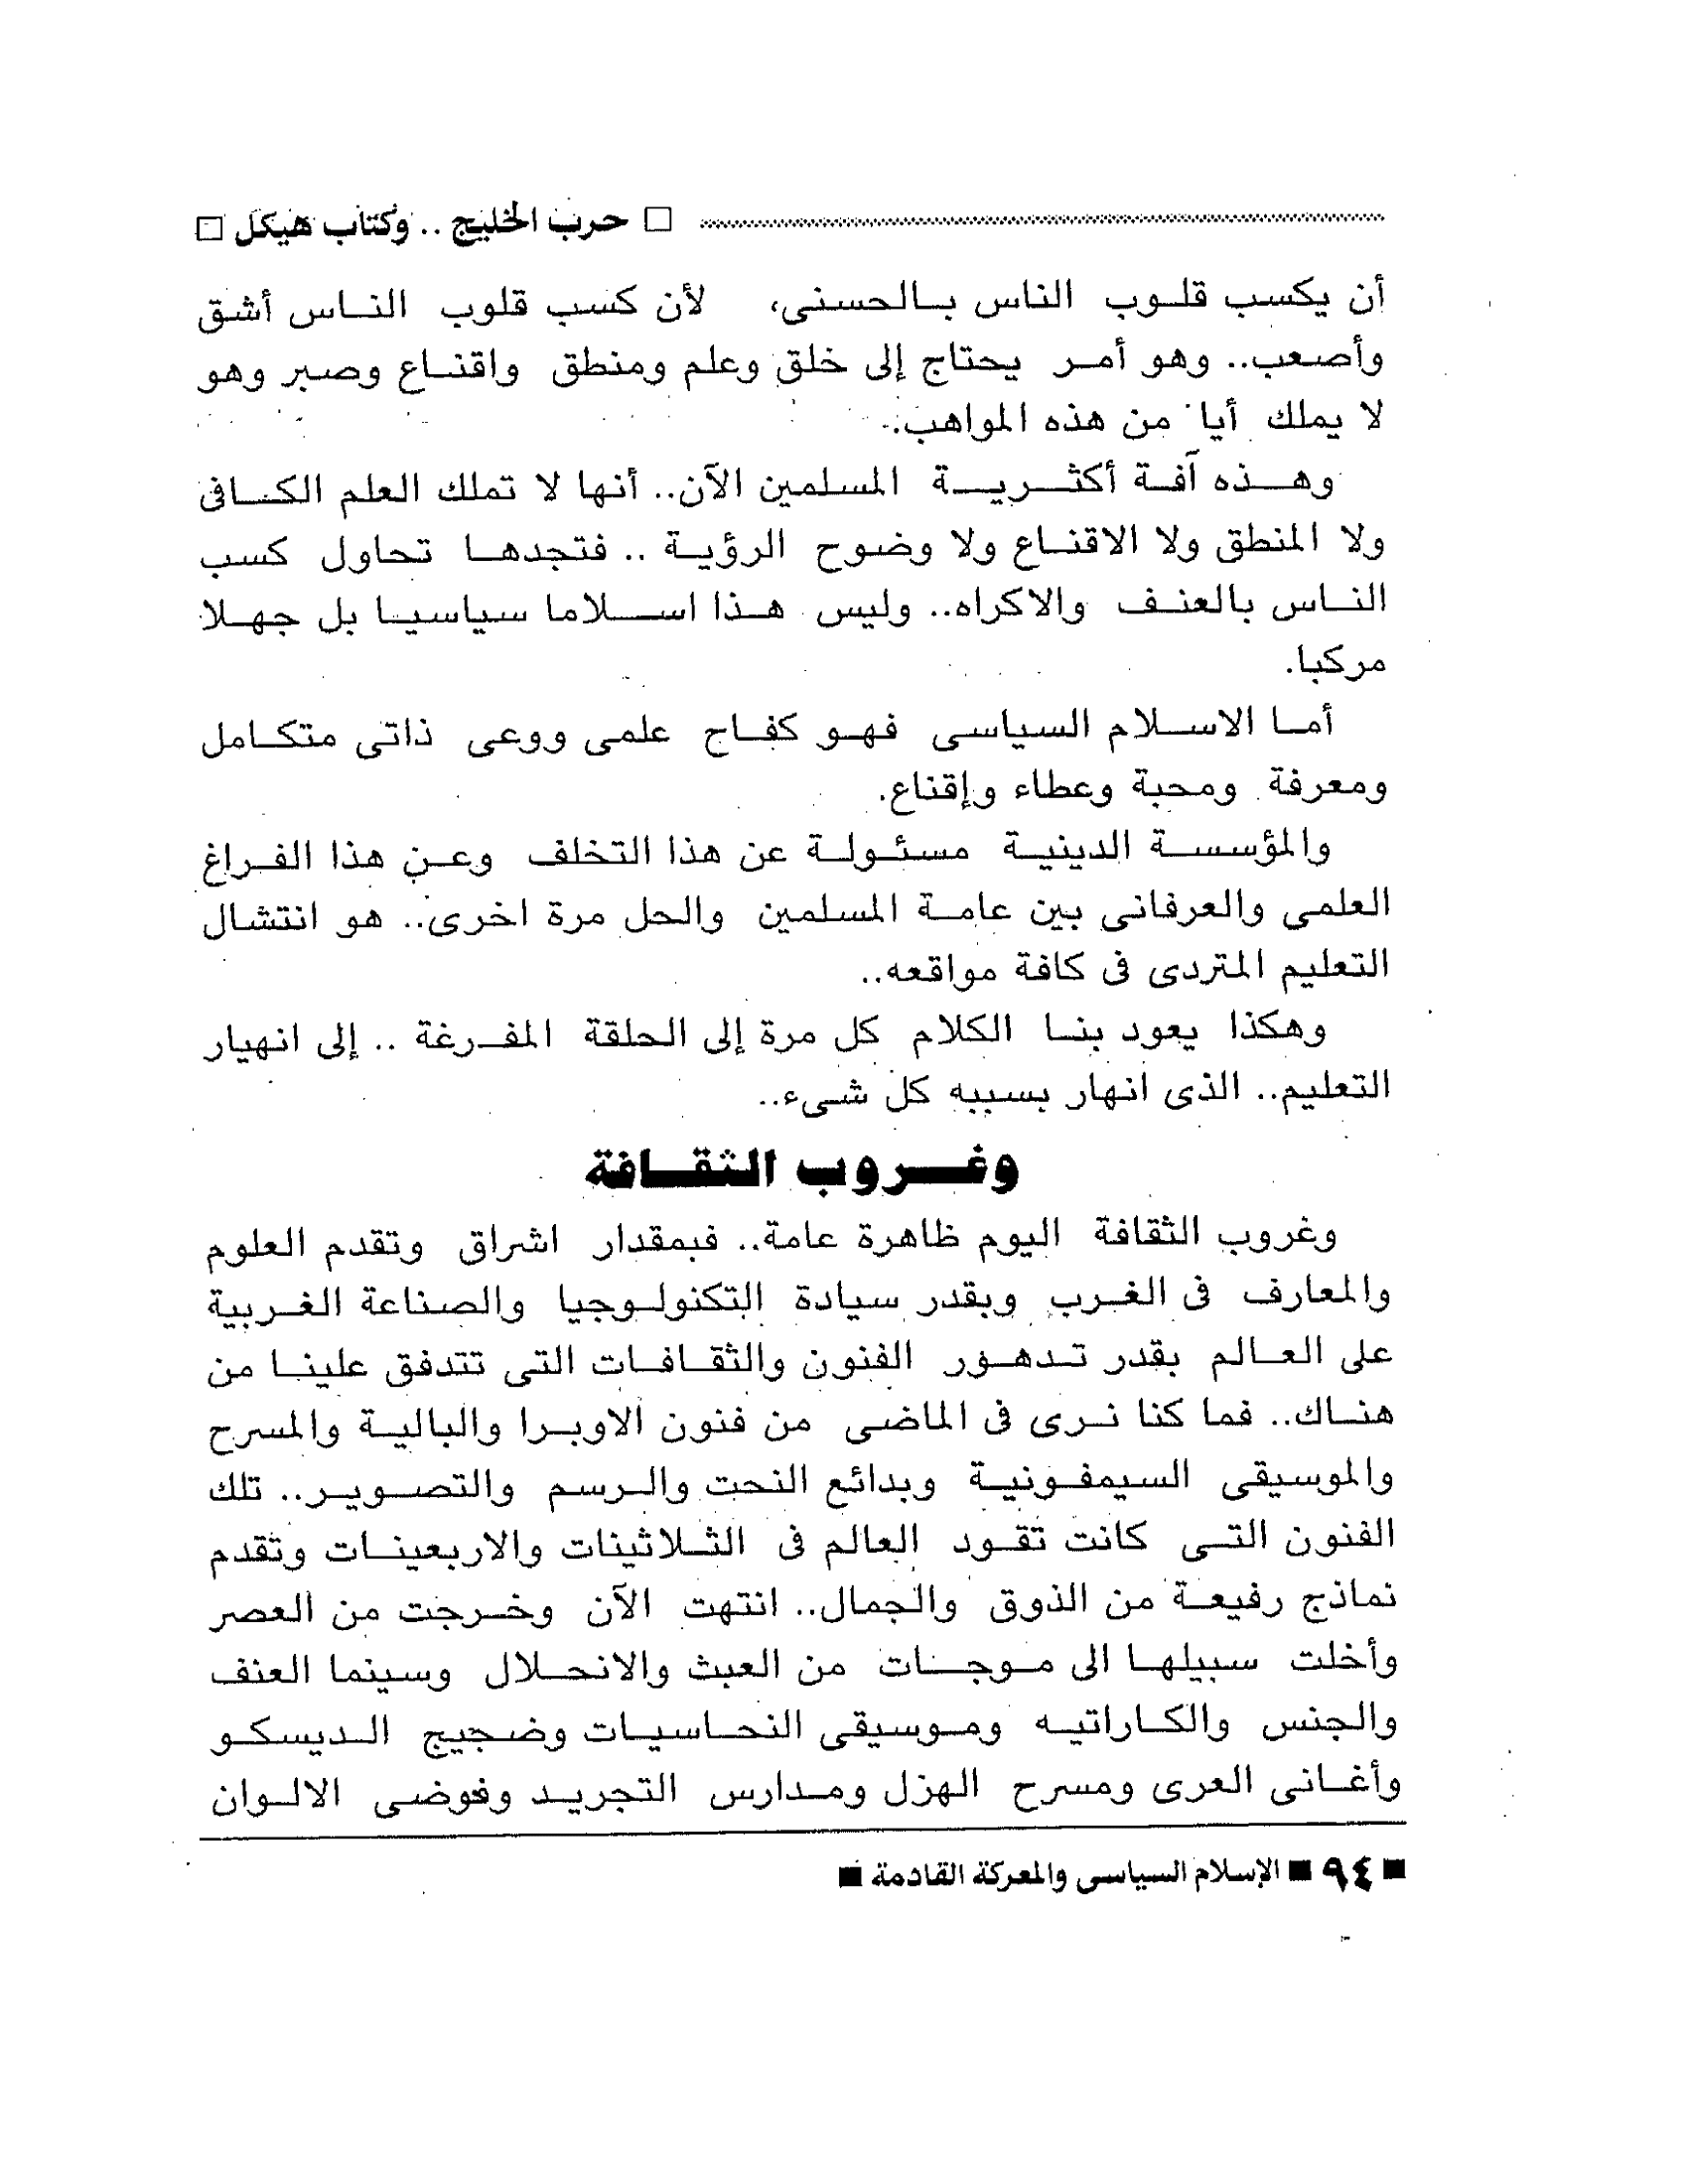 □ حرب الخليج .. وكتاب هيكل □
أن يكسب قلوب الناس بالحسنى، لأن كسب قلوب الناس أشق
وأصعب.. وهو أمر يحتاج إلى خلق وعلم ومنطق واقناع وصبر وهو
لا يملك أيا من هذه المواهب.
وهذه آفة أكثرية المسلمين الآن.. أنها لا تملك العلم الكافى
ولا المنطق ولا الاقناع ولا وضوح الرؤية .. فتجدها تحاول كسب
الناس بالعنف والاكراه.. وليس هذا اسلاما سياسيا بل جهلا
مركبا.
أما الاسلام السياسى فهو كفاح علمى ووعى ذاتى متكامل
ومعرفة ومحبة وعطاء وإقناع.
والمؤسسة الدينية مسئولة عن هذا التخلف وعن هذا الفراغ
العلمى والعرفانى بين عامة المسلمين والحل مرة اخرى.. هو انتشال
التعليم المتردى فى كافة مواقعه..
وهكذا يعود بنا الكلام كل مرة إلى الحلقة المفرغة .. إلى انهيار
التعليم.. الذى انهار بسببه كل شىء..
وغروب الثقافة
وغروب الثقافة اليوم ظاهرة عامة.. فبمقدار اشراق وتقدم العلوم
والمعارف فى الغرب وبقدر سيادة التكنولوجيا والصناعة الغربية
على العالم بقدر تدهور الفنون والثقافات التى تتدفق علينا من
هناك.. فما كنا نرى فى الماضى من فنون الاوبرا والبالية والمسرح
والموسيقى السيمفونية وبدائع النحت والرسم والتصوير.. تلك
الفنون التى كانت تقود العالم فى الثلاثينات والاربعينات وتقدم
نماذج رفيعة من الذوق والجمال.. انتهت الآن وخرجت من العصر
وأخلت سبيلها الى موجات من العبث والانحلال وسينما العنف
والجنس والكاراتيه وموسيقى النحاسيات وضجيج الديسكو
وأغانى العرى ومسرح الهزل ومدارس التجريد وفوضى الالوان
■ ٩٤ ■ الإسلام السياسى والمعركة القادمة ■